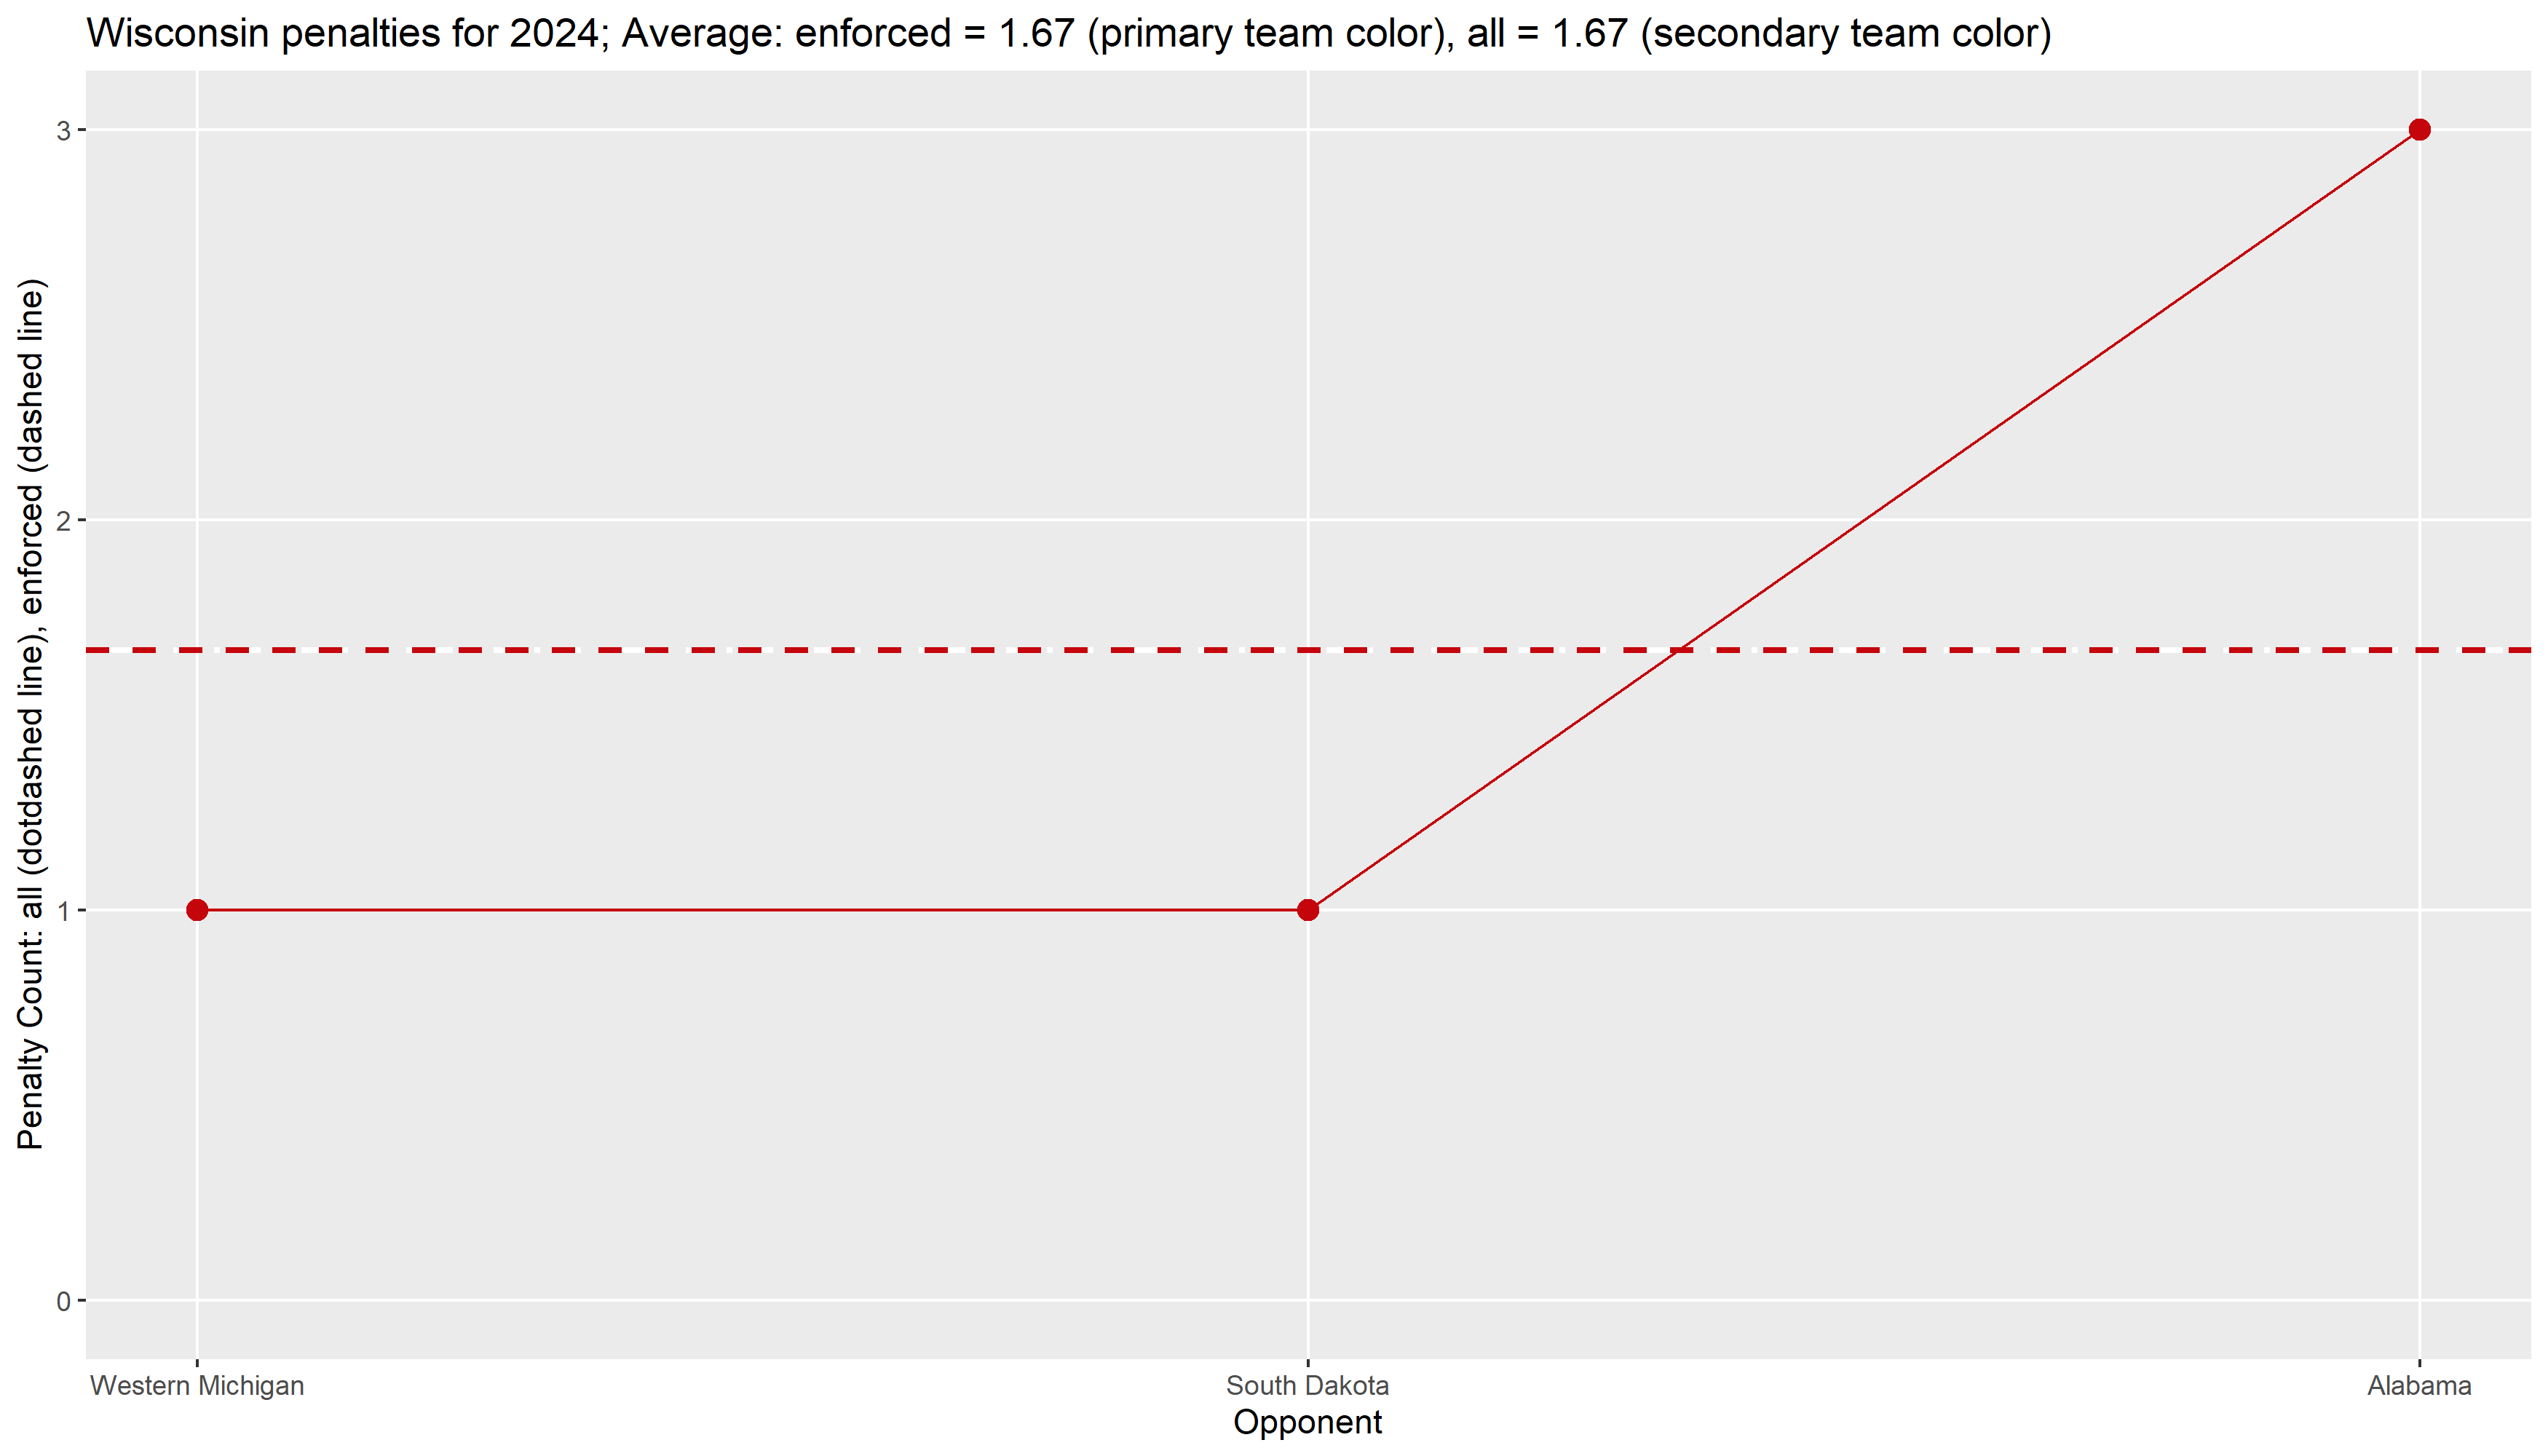 Wisconsin penalties for 2024; Average: enforced = 1.67 (primary team color), all = 1.67 (secondary team color)
Penalty Count: all (dotdashed line), enforced (dashed line)
3
2
1
0
Western Michigan
South Dakota
Alabama
Opponent